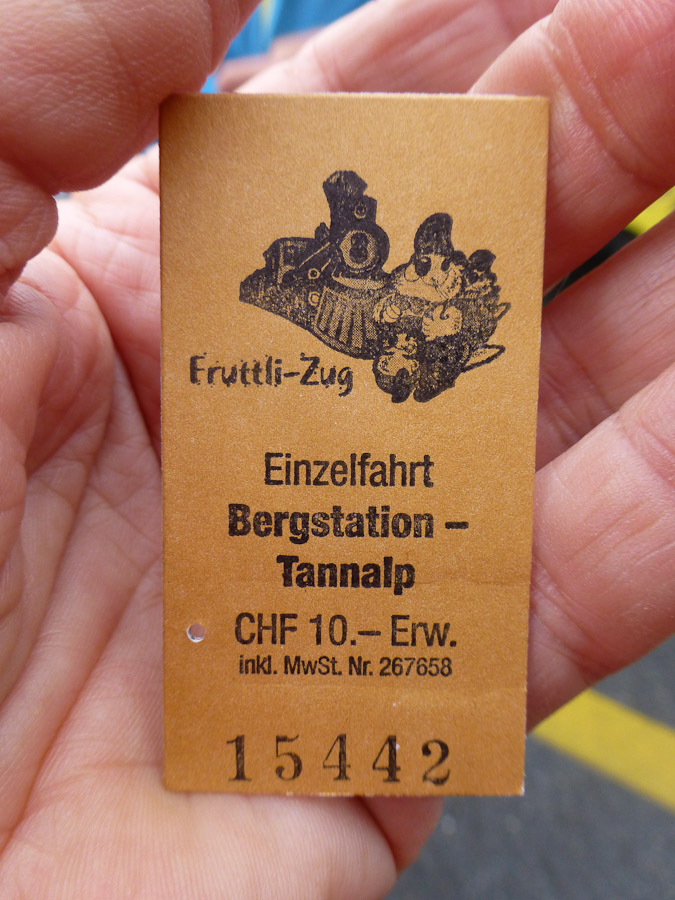 Fruttli-Zug
Einzelfahrt
Bergstation –
Tannalp
CHF 10.– Erw.
inkl. MwSt. Nr. 267658
15442